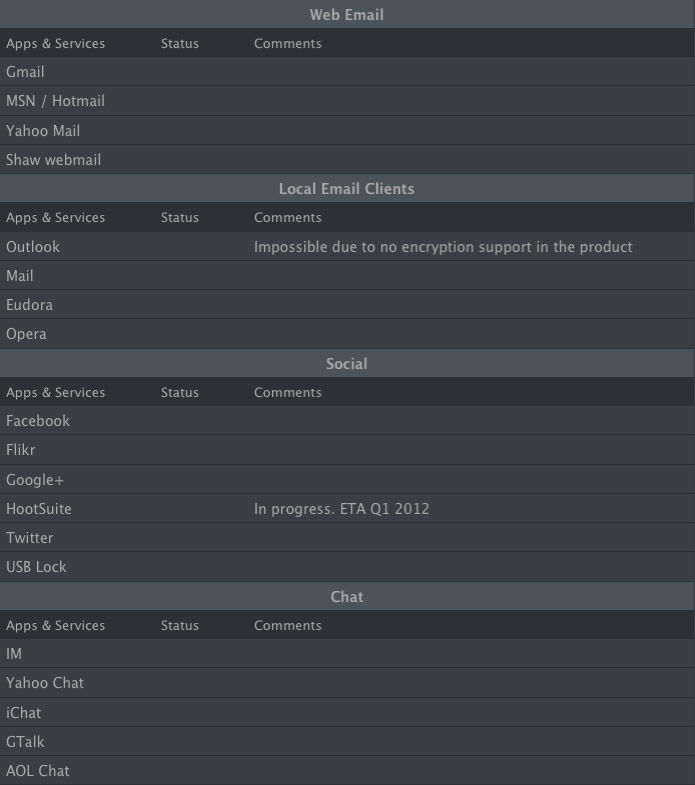 Web Email
Apps & Services Status Comments
Gmail
MSN / Hotmail
Yahoo Mail
Shaw webmail
Local Email Clients
Apps & Services Status Comments
Outlook Impossible due to no encryption support in the product
Mail
Eudora
Opera
Social
Apps & Services Status Comments
Facebook
Flikr
Google+
HootSuite In progress. ETA Q1 2012
Twitter
USB Lock
Chat
Apps & Services Status Comments
IM
Yahoo Chat
iChat
GTalk
AOL Chat